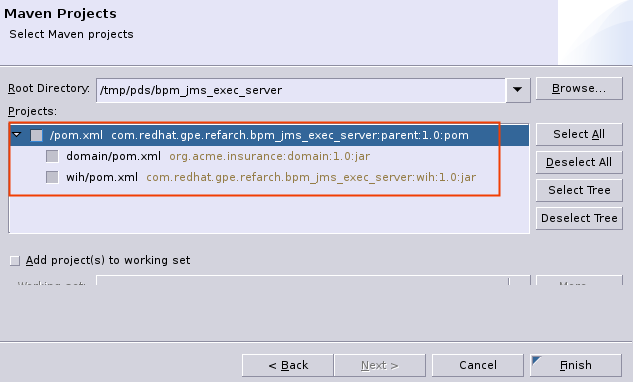 Maven Projects
Select Maven projects
Root Directory: /tmp/pds/bpm_jms_exec_server Browse...
Projects:
/pom.xml com.redhat.gpe.refarch.bpm_jms_exec_server:parent:1.0:pom Select All
domain/pom.xml org.acme.insurance:domain:1.0:jar Deselect All
wih/pom.xml com.redhat.gpe.refarch.bpm_jms_exec_server:wih:1.0:jar Select Tree
Deselect Tree
Add project(s) to working set
Working set: More...
< Back Next > Cancel Finish